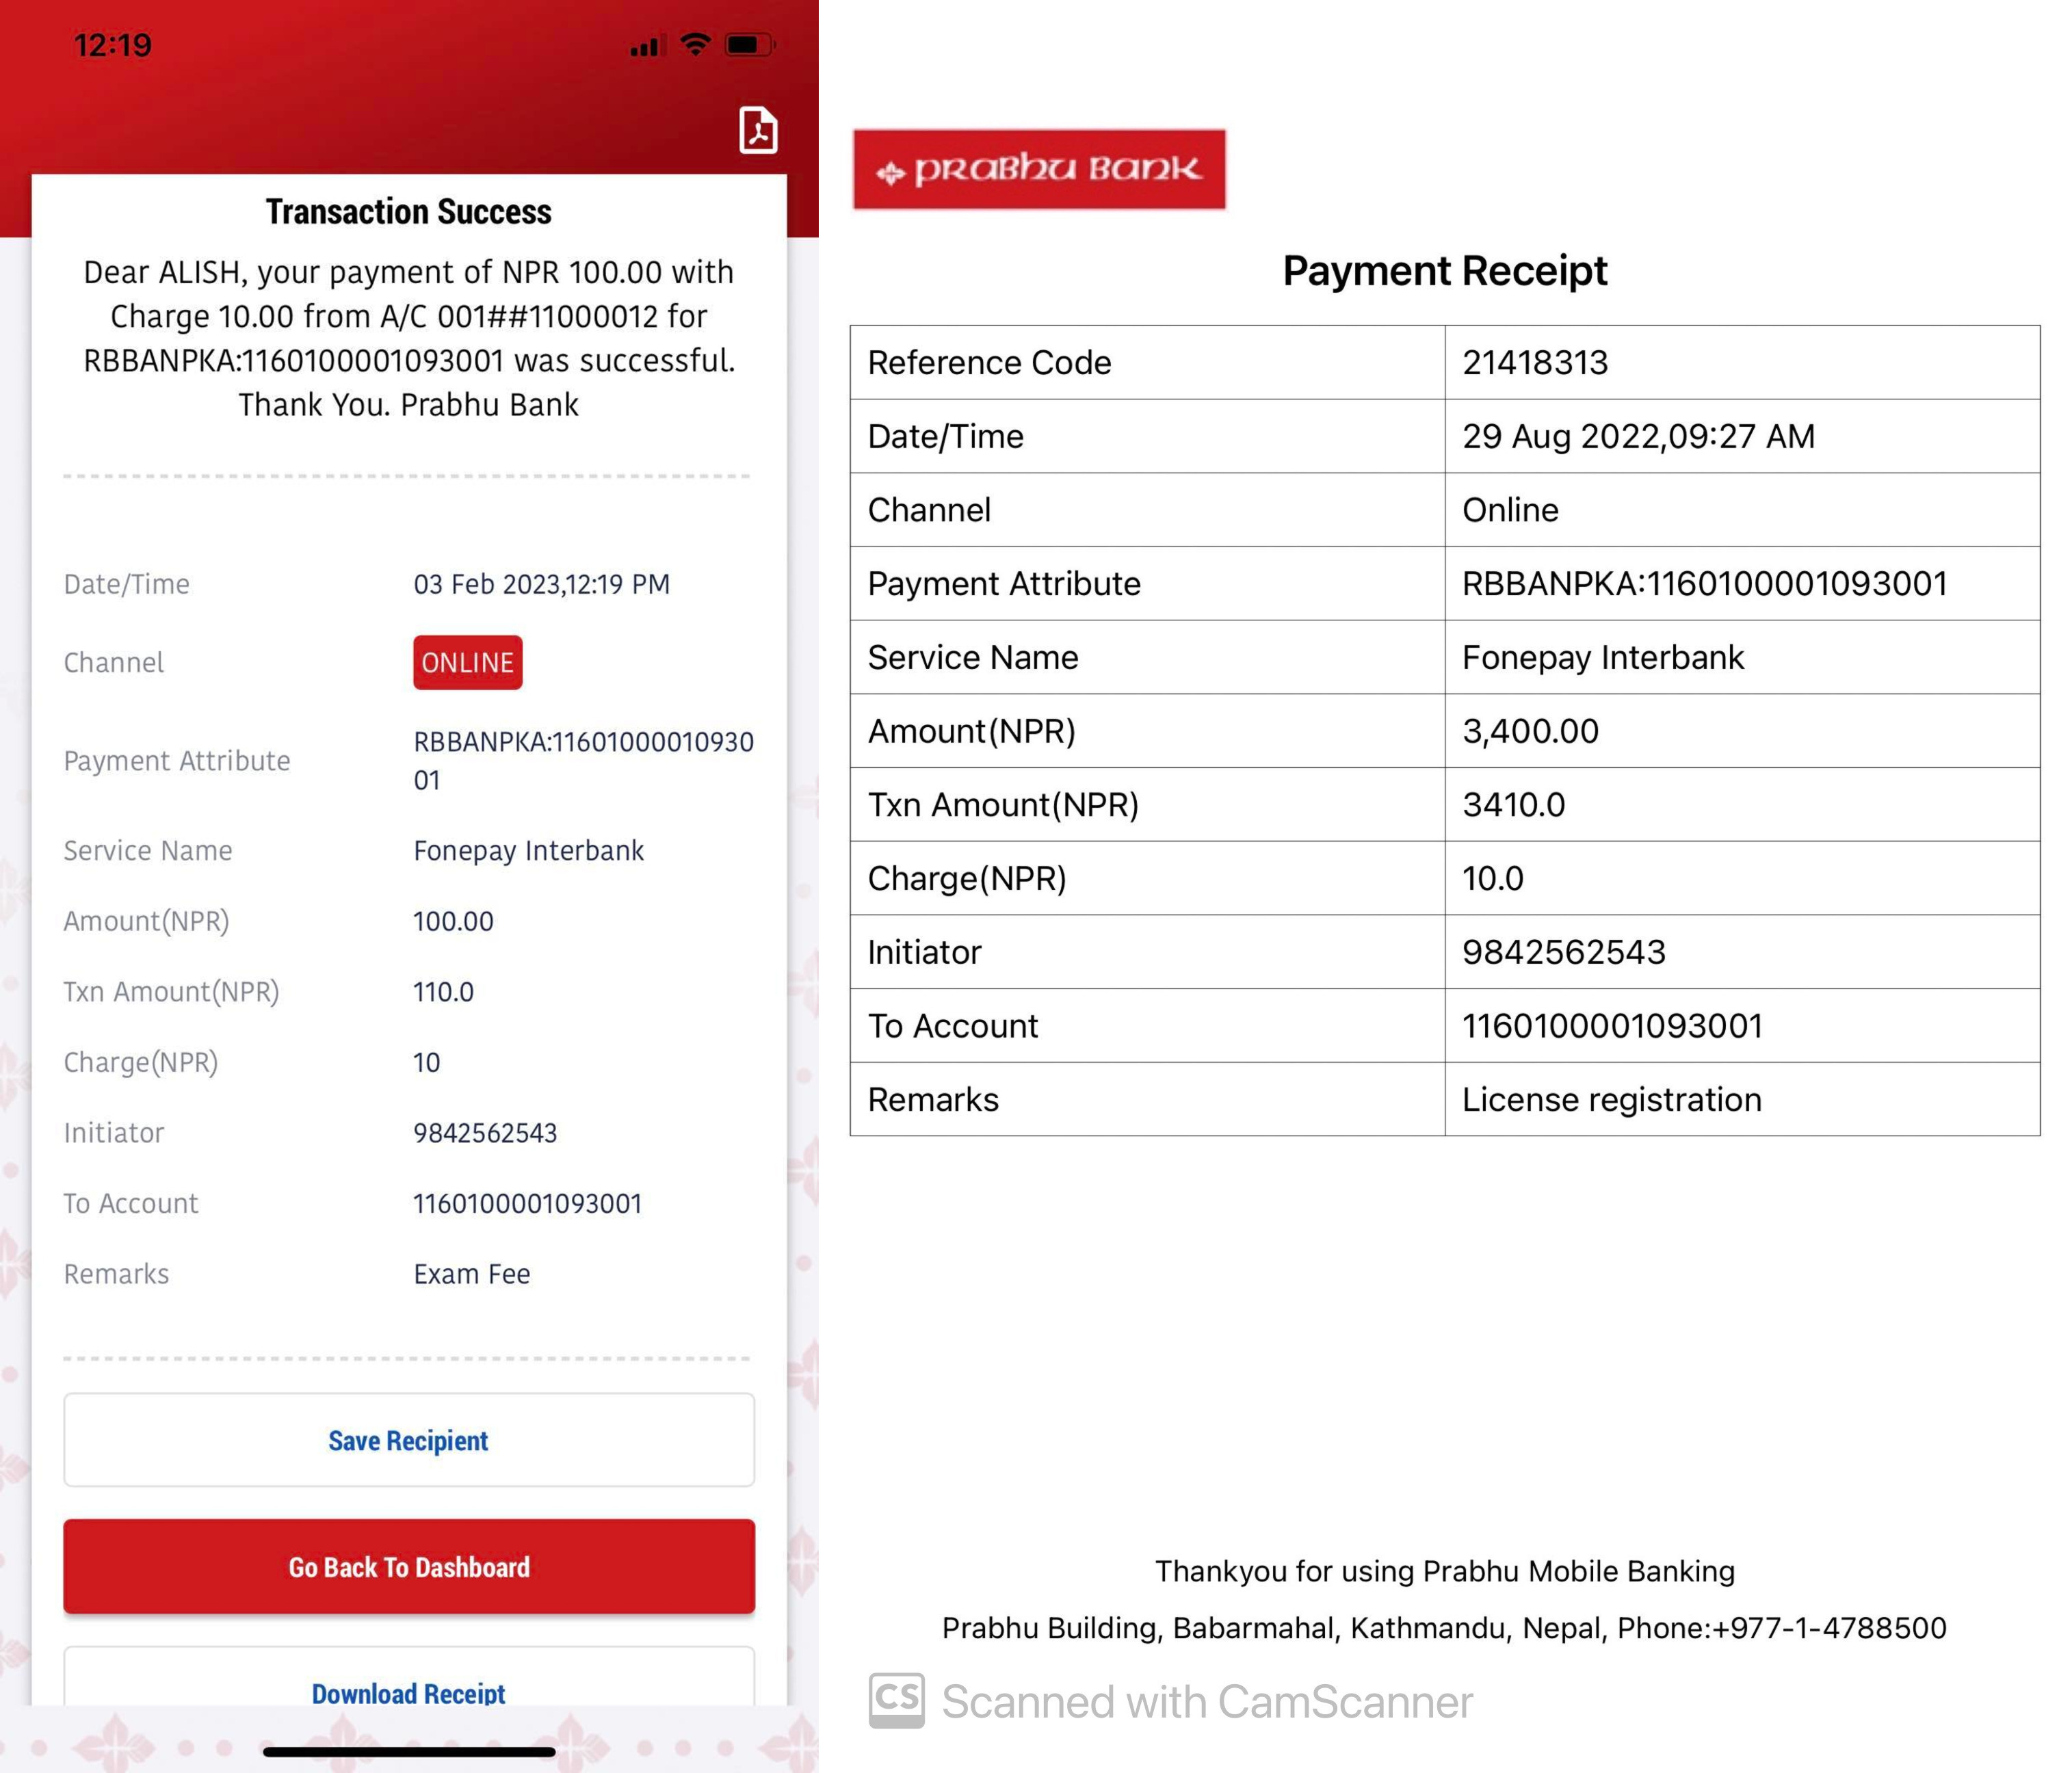 12:19
Transaction Success
Dear ALISH, your payment of NPR 100.00 with
Charge 10.00 from A/C 001##11000012 for
RBBANPKA:1160100001093001 was successful.
Thank You. Prabhu Bank
Date/Time 03 Feb 2023,12:19 PM
Channel ONLINE
Payment Attribute RBBANPKA:11601000010930
01
Service Name Fonepay Interbank
Amount(NPR) 100.00
Txn Amount(NPR) 110.0
Charge(NPR) 10
Initiator 9842562543
To Account 1160100001093001
Remarks Exam Fee
Save Recipient
Go Back To Dashboard
Download Receipt
PRABHU BANK
Payment Receipt
Reference Code 21418313
Date/Time 29 Aug 2022,09:27 AM
Channel Online
Payment Attribute RBBANPKA:1160100001093001
Service Name Fonepay Interbank
Amount(NPR) 3,400.00
Txn Amount(NPR) 3410.0
Charge(NPR) 10.0
Initiator 9842562543
To Account 1160100001093001
Remarks License registration
Thankyou for using Prabhu Mobile Banking
Prabhu Building, Babarmahal, Kathmandu, Nepal, Phone:+977-1-4788500
CS Scanned with CamScanner